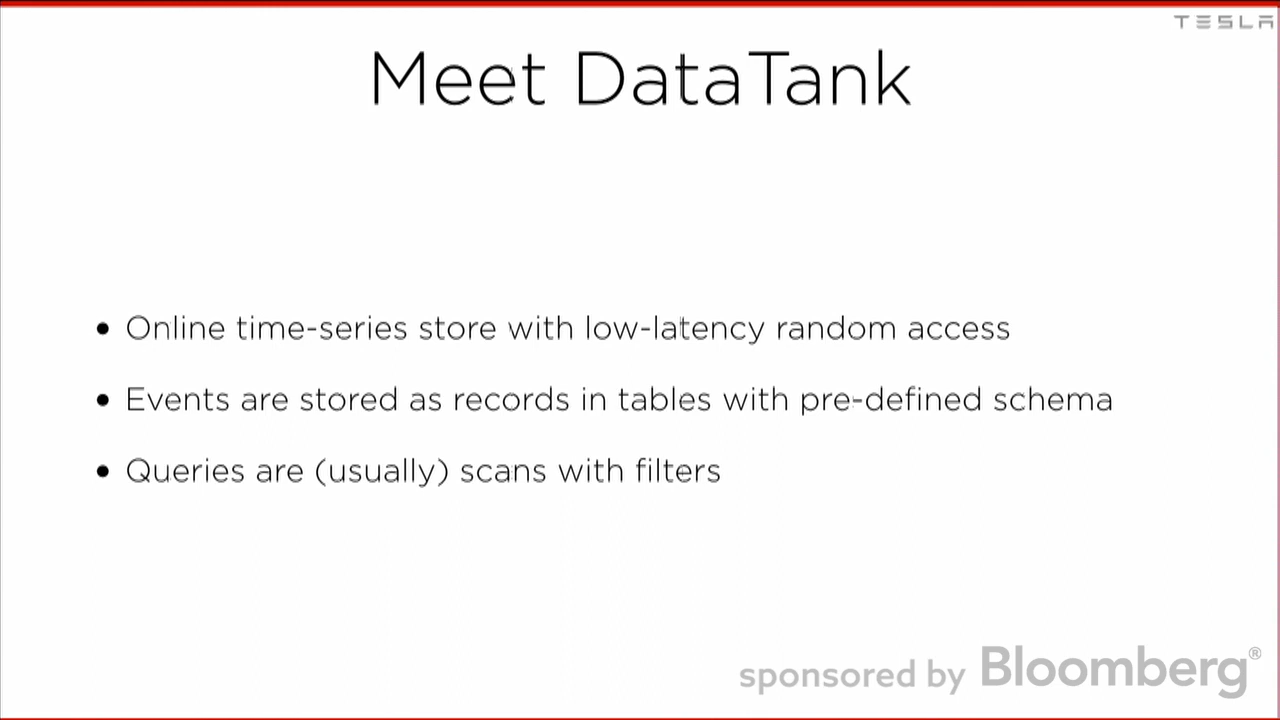 TESLA
Meet DataTank
• Online time-series store with low-latency random access
• Events are stored as records in tables with pre-defined schema
• Queries are (usually) scans with filters
sponsored by Bloomberg®